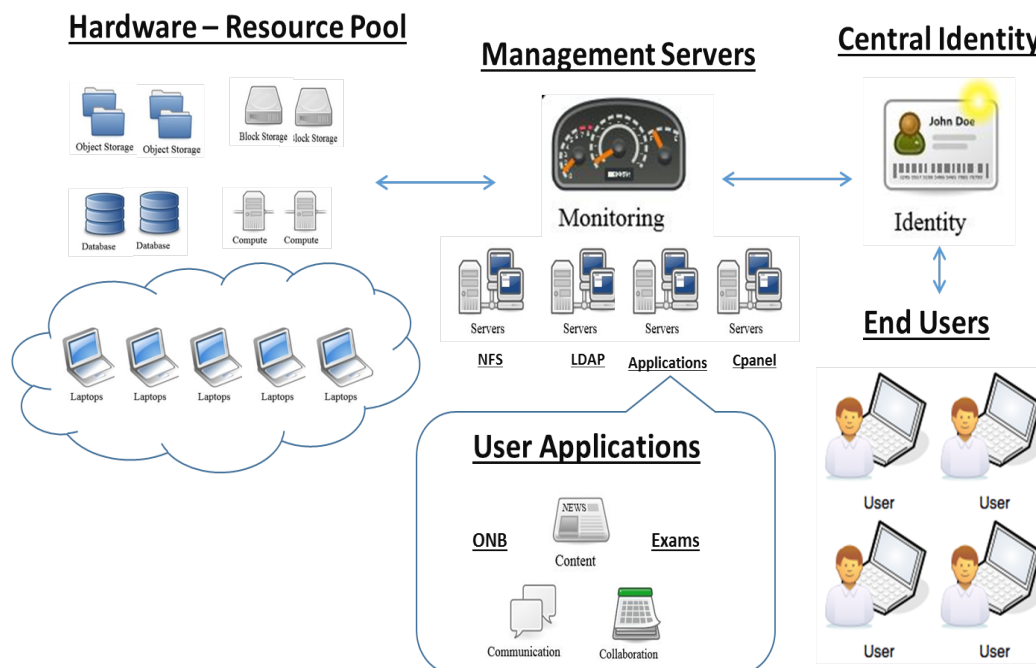 Hardware – Resource Pool
Management Servers
Central Identity
Object Storage
Object Storage
Block Storage
lock Storage
John Doe
Monitoring
Identity
Database
Database
Compute
Compute
Servers
Servers
Servers
Servers
NFS
LDAP
Applications
Cpanel
End Users
Laptops
Laptops
Laptops
Laptops
Laptops
User Applications
NEWS
ONB
Content
Exams
Communication
Collaboration
User
User
User
User